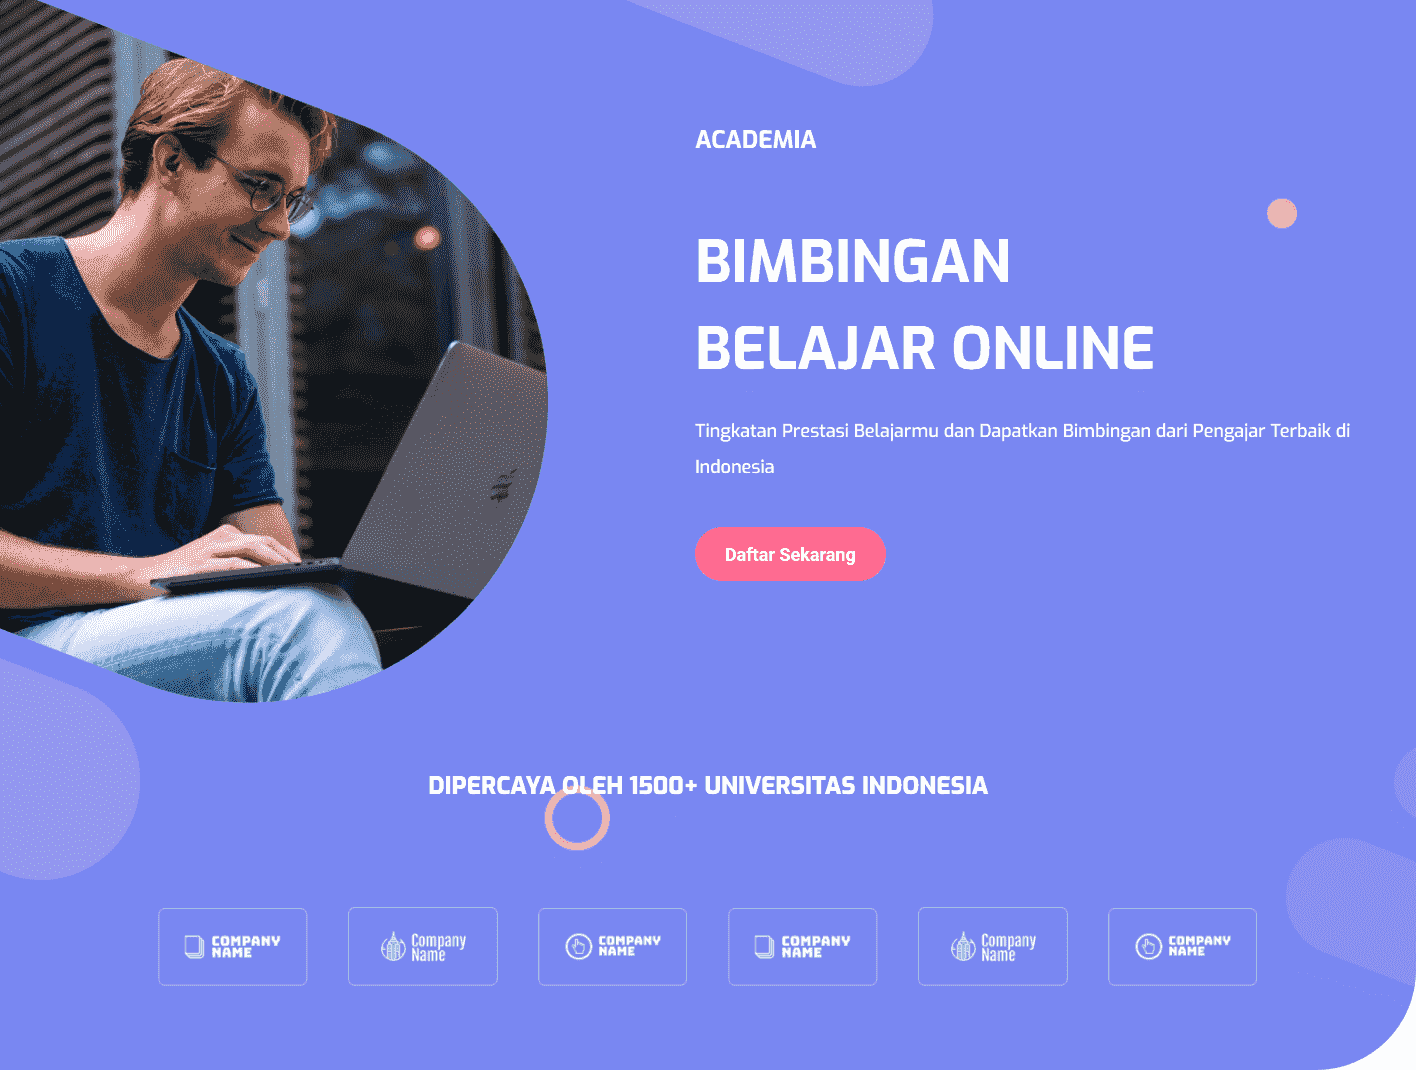 ACADEMIA
BIMBINGAN
BELAJAR ONLINE
Tingkatan Prestasi Belajarmu dan Dapatkan Bimbingan dari Pengajar Terbaik di
Indonesia
Daftar Sekarang
DIPERCAYA OLEH 1500+ UNIVERSITAS INDONESIA
COMPANY
NAME
Company
Name
COMPANY
NAME
COMPANY
NAME
Company
Name
COMPANY
NAME